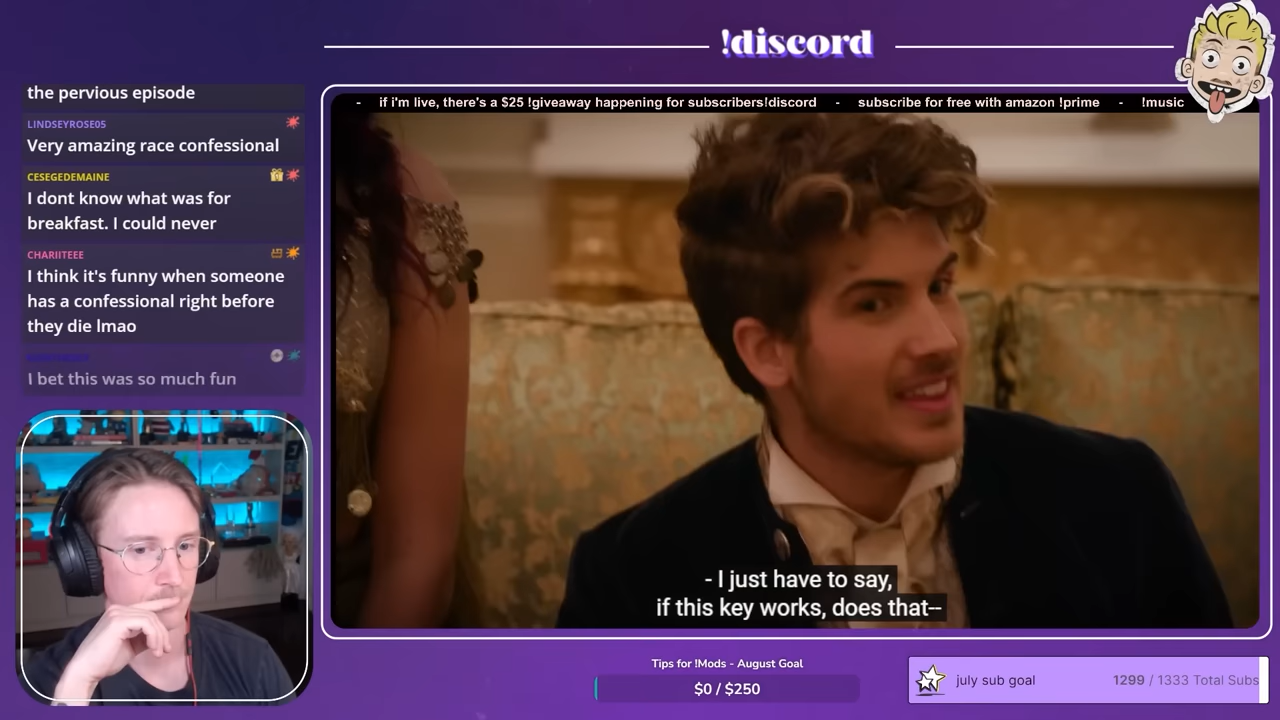 !discord
- if i'm live, there's a $25 !giveaway happening for subscribers!discord - subscribe for free with amazon !prime - !music
the pervious episode
LINDSEYROSE05
Very amazing race confessional
CESEGEDEMAINE
I dont know what was for
breakfast. I could never
CHARIITEEE
I think it's funny when someone
has a confessional right before
they die lmao
I bet this was so much fun
- I just have to say,
if this key works, does that--
Tips for !Mods - August Goal
$0 / $250
july sub goal
1299 / 1333 Total Subs